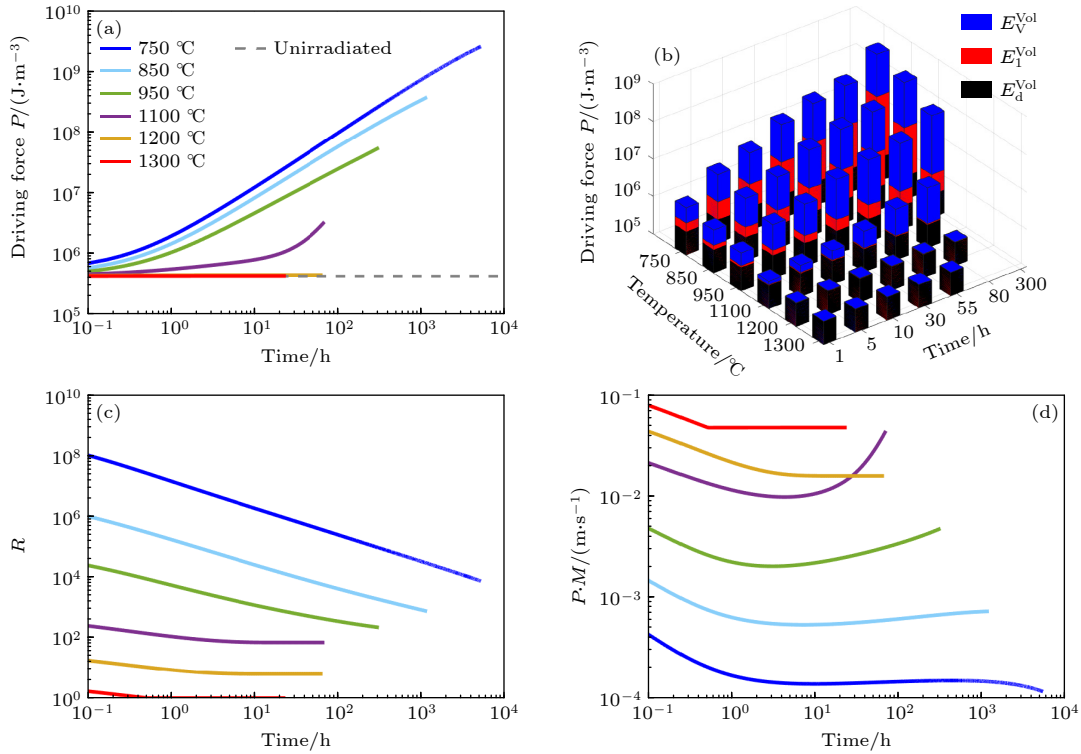 (a)
Driving force P/(J·m⁻³)
10¹⁰
10⁹
10⁸
10⁷
10⁶
10⁵
750 ℃
850 ℃
950 ℃
1100 ℃
1200 ℃
1300 ℃
Unirradiated
10⁻¹ 10⁰ 10¹ 10² 10³ 10⁴
Time/h
(b)
Driving force P/(J·m⁻³)
10⁹
10⁸
10⁷
10⁶
10⁵
E_V^Vol
E_1^Vol
E_d^Vol
750
850
950
1100
1200
1300
Temperature/℃
1
5
10
30
55
80
300
Time/h
(c)
R
10¹⁰
10⁸
10⁶
10⁴
10²
10⁰
10⁻¹ 10⁰ 10¹ 10² 10³ 10⁴
Time/h
(d)
P·M/(m·s⁻¹)
10⁻¹
10⁻²
10⁻³
10⁻⁴
10⁻¹ 10⁰ 10¹ 10² 10³ 10⁴
Time/h